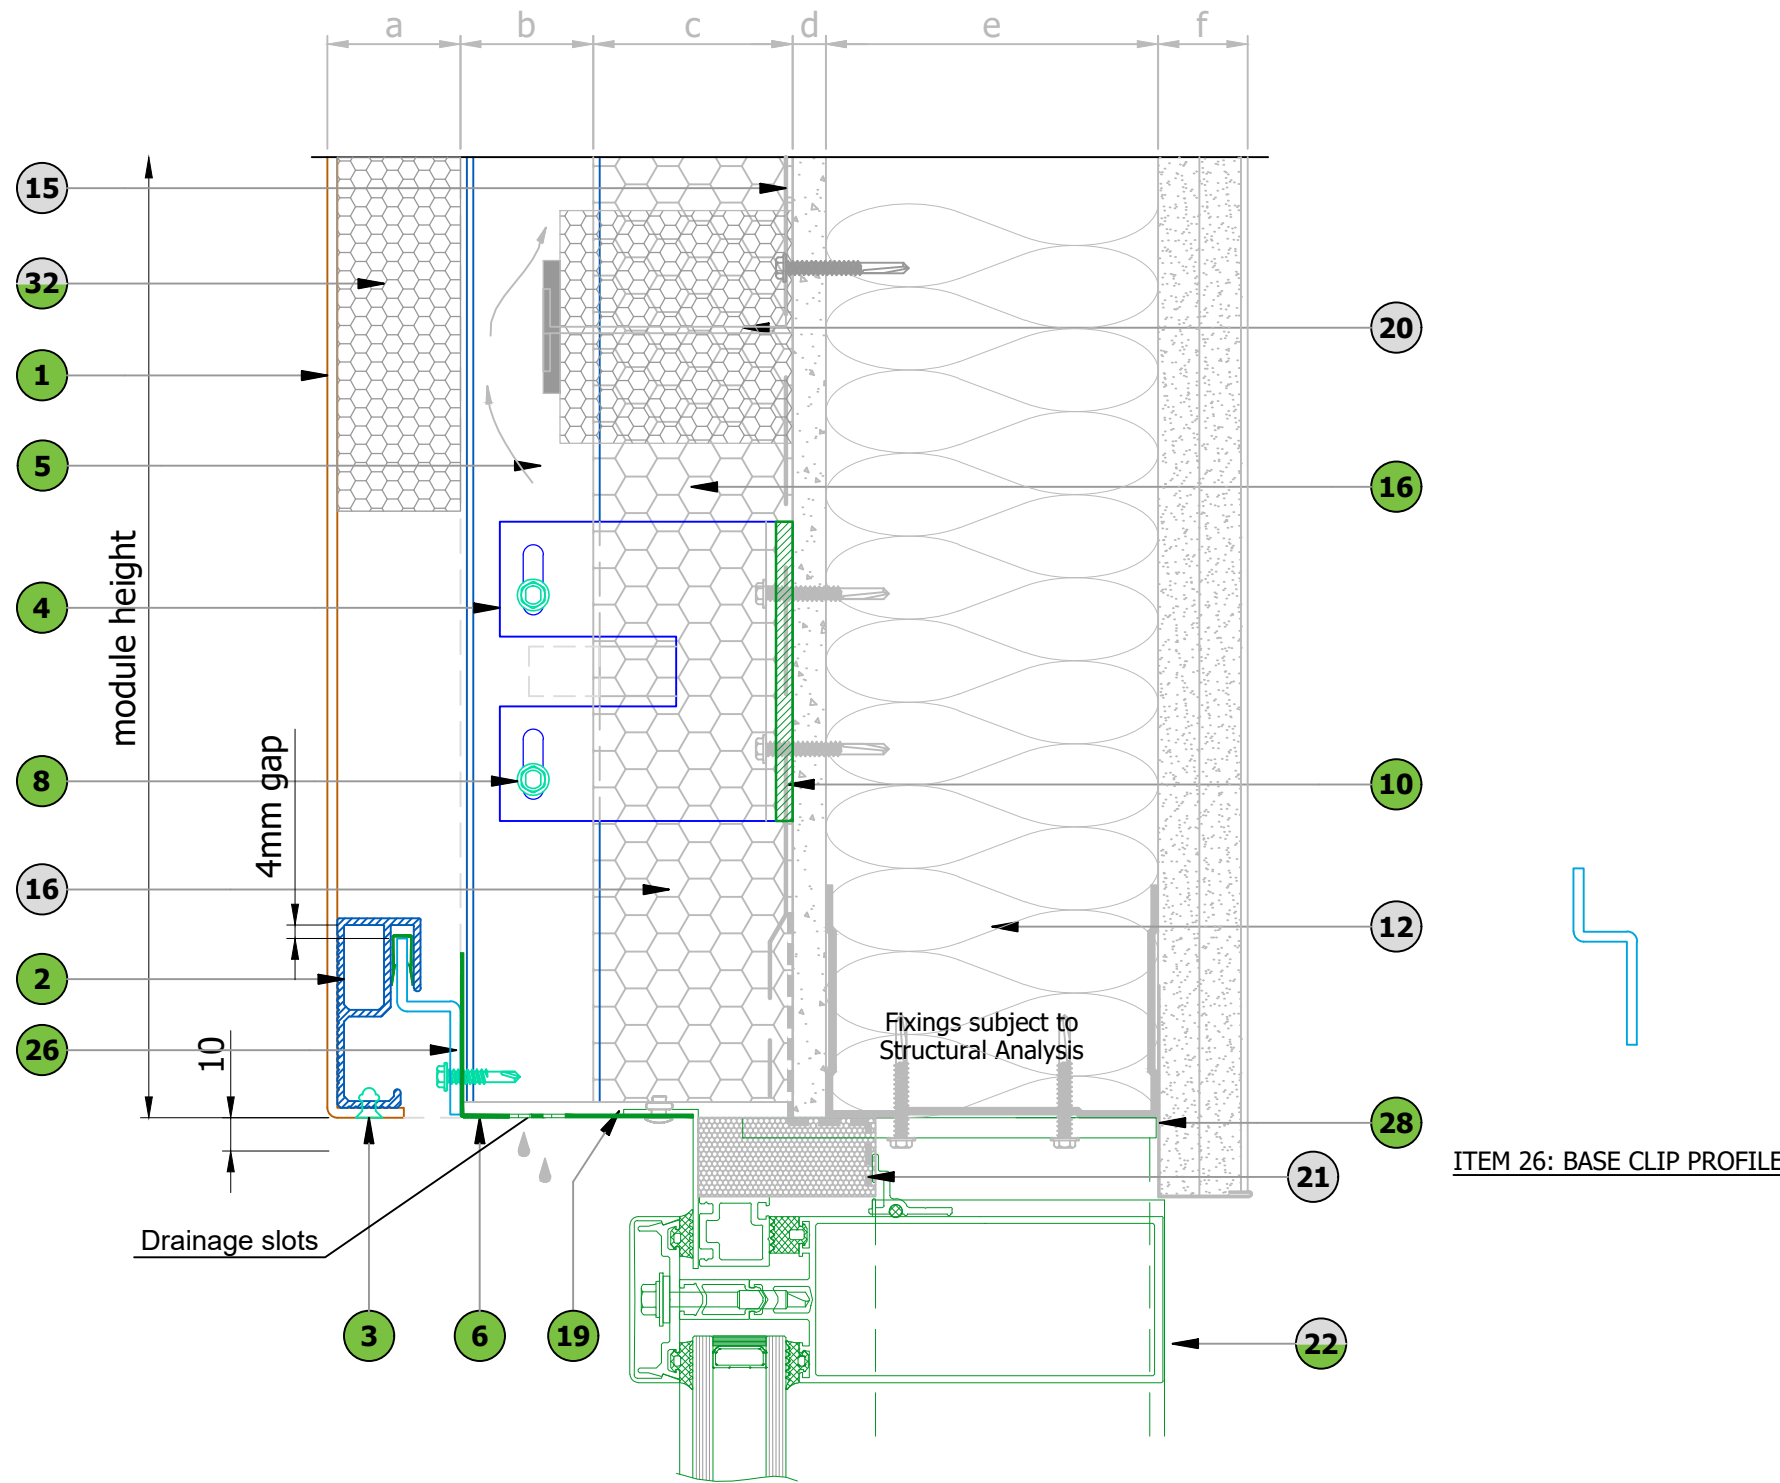 a b c d e f
15
32
1
5
4
8
16
2
26
module height
4mm gap
10
20
16
10
12
28
21
22
Fixings subject to
Structural Analysis
Drainage slots
3 6 19
ITEM 26: BASE CLIP PROFILE